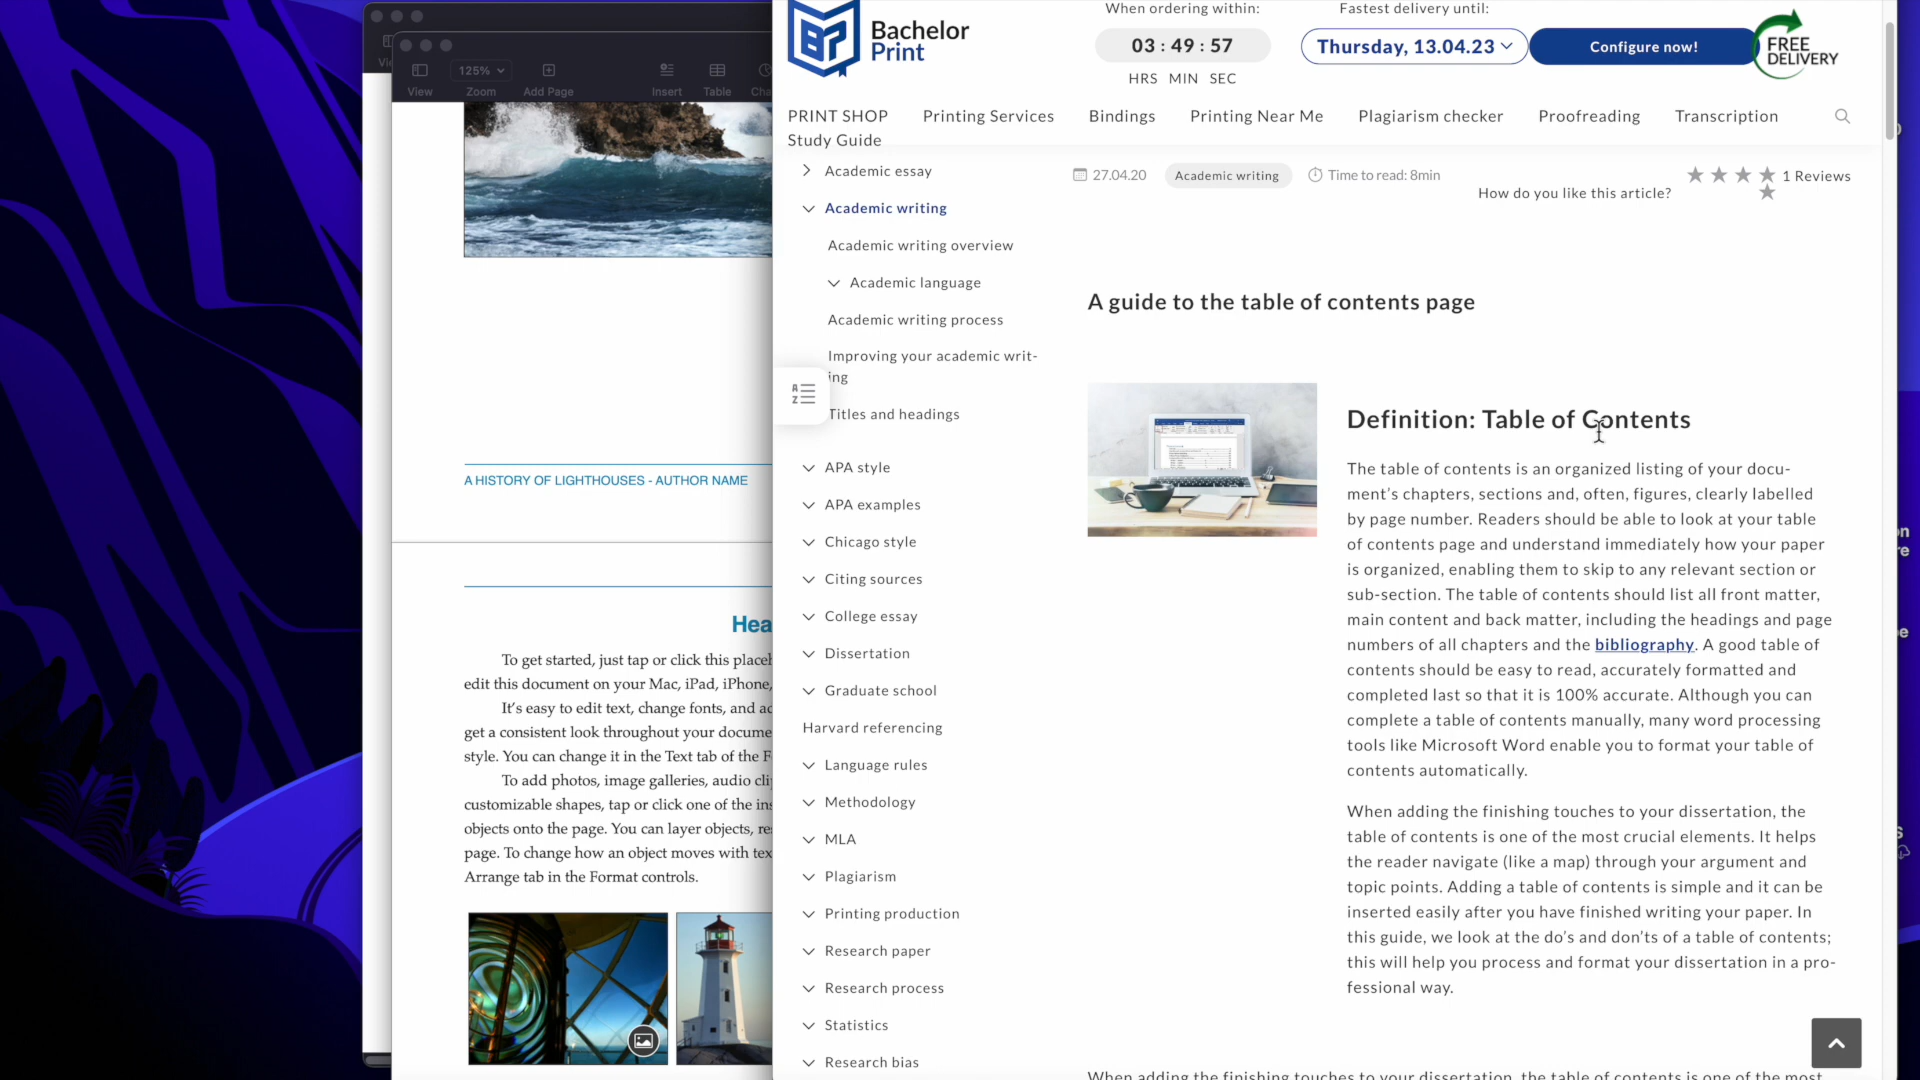 View
125%
Zoom
Add Page
Insert
Table
A HISTORY OF LIGHTHOUSES - AUTHOR NAME
To get started, just tap or click this
edit this document on your Mac, iPad, iPhone,
It's easy to edit text, change fonts, and
get a consistent look throughout your
style. You can change it in the Text tab of the
To add photos, image galleries, audio
customizable shapes, tap or click one of the
objects onto the page. You can layer objects,
page. To change how an object moves with
Arrange tab in the Format controls.
BP
Bachelor
Print
When ordering within:
03 : 49 : 57
HRS MIN SEC
Fastest delivery until:
Thursday, 13.04.23
Configure now!
FREE
DELIVERY
PRINT SHOP
Printing Services
Bindings
Printing Near Me
Plagiarism checker
Proofreading
Transcription
Study Guide
Academic essay
Academic writing
Academic writing overview
Academic language
Academic writing process
Improving your academic writ-
ing
Titles and headings
APA style
APA examples
Chicago style
Citing sources
College essay
Dissertation
Graduate school
Harvard referencing
Language rules
Methodology
MLA
Plagiarism
Printing production
Research paper
Research process
Statistics
Research bias
A
Z
27.04.20
Academic writing
Time to read: 8min
How do you like this article?
1 Reviews
A guide to the table of contents page
Definition: Table of Contents
The table of contents is an organized listing of your docu-
ment's chapters, sections and, often, figures, clearly labelled
by page number. Readers should be able to look at your table
of contents page and understand immediately how your paper
is organized, enabling them to skip to any relevant section or
sub-section. The table of contents should list all front matter,
main content and back matter, including the headings and page
numbers of all chapters and the bibliography. A good table of
contents should be easy to read, accurately formatted and
completed last so that it is 100% accurate. Although you can
complete a table of contents manually, many word processing
tools like Microsoft Word enable you to format your table of
contents automatically.
When adding the finishing touches to your dissertation, the
table of contents is one of the most crucial elements. It helps
the reader navigate (like a map) through your argument and
topic points. Adding a table of contents is simple and it can be
inserted easily after you have finished writing your paper. In
this guide, we look at the do's and don'ts of a table of contents;
this will help you process and format your dissertation in a pro-
fessional way.
When adding the finishing touches to your dissertation, the table of contents is one of the most